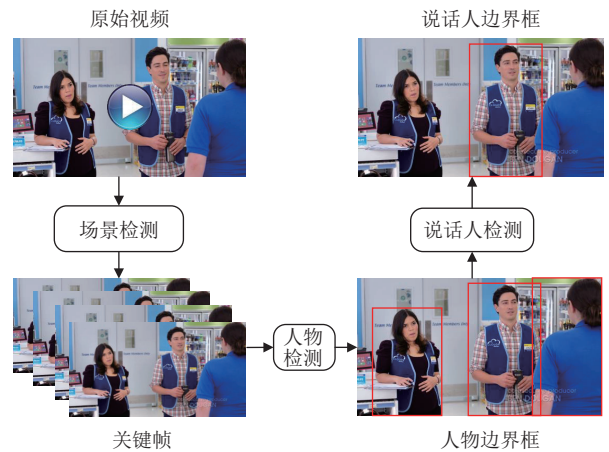 原始视频
说话人边界框
场景检测
说话人检测
人物
检测
关键帧
人物边界框